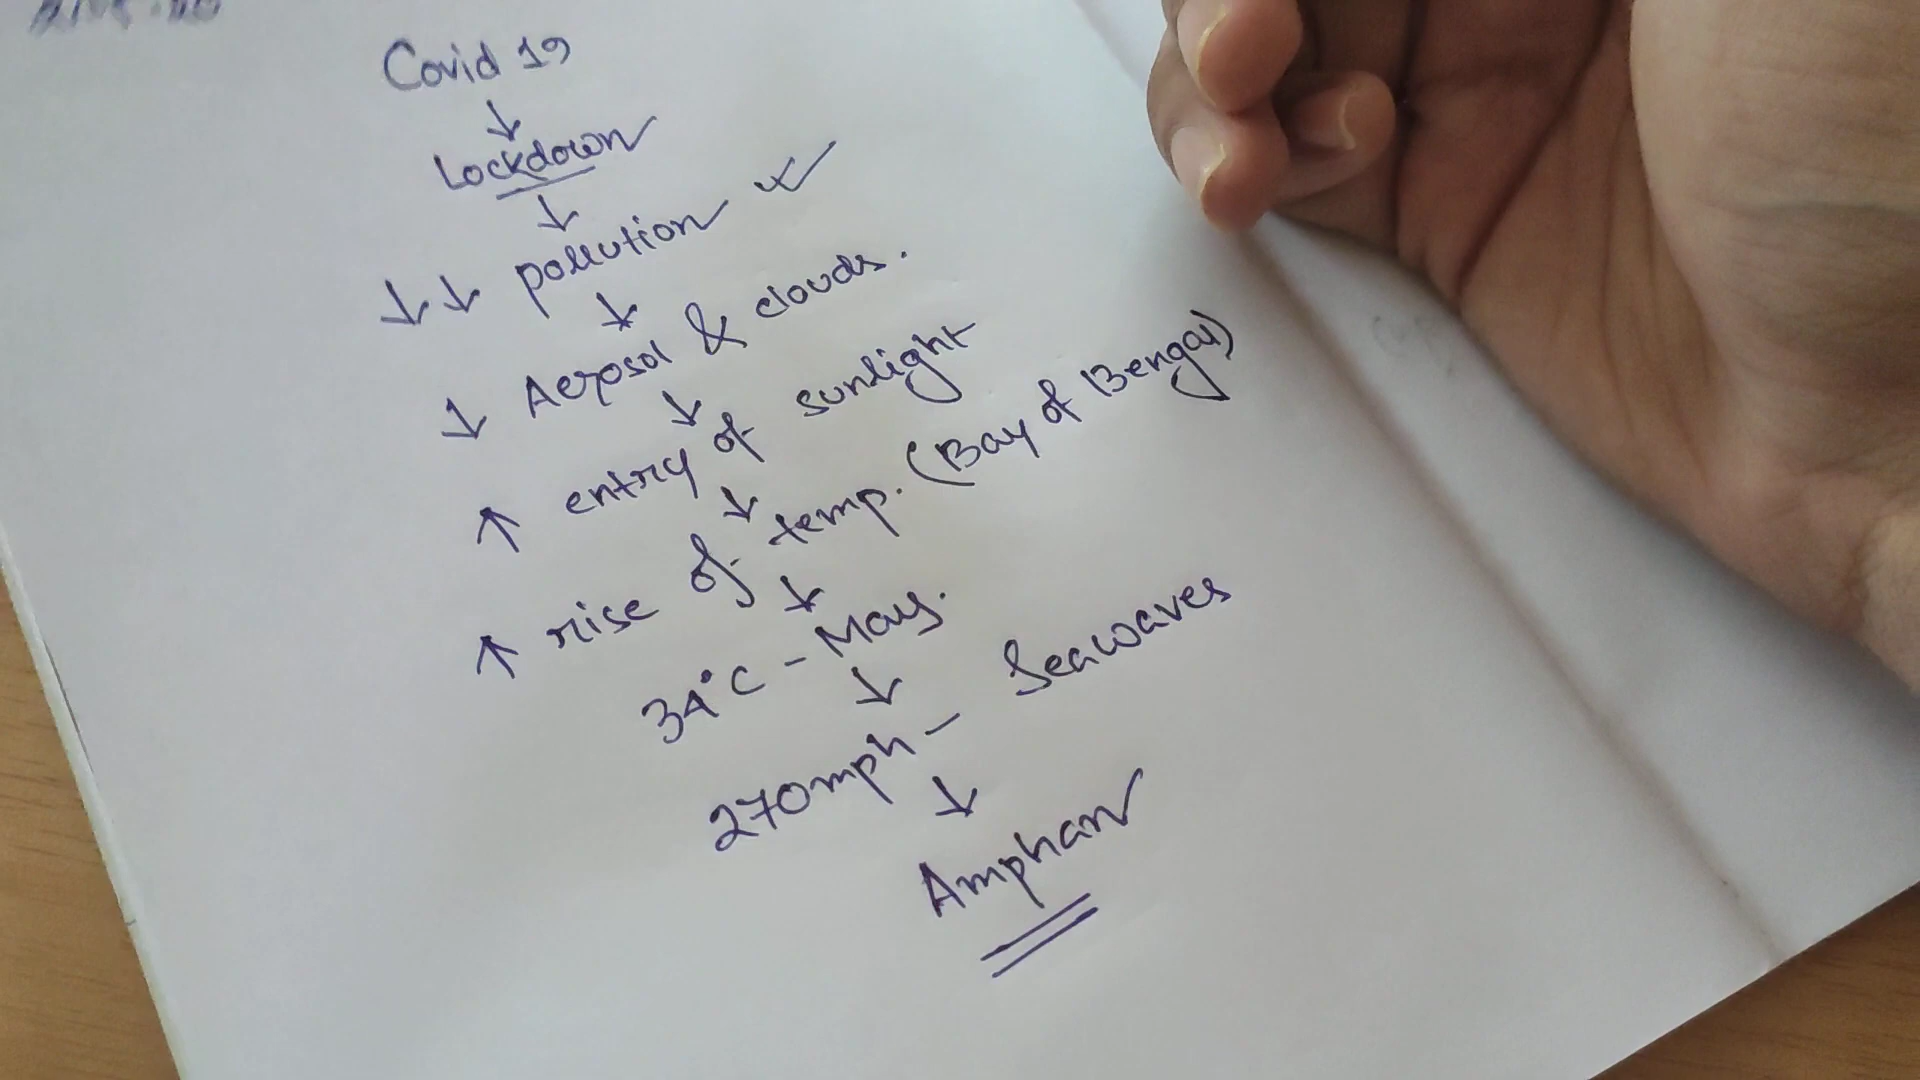 Covid 19
↓
Lockdown
↓
↓↓ pollution ✓
↓
↓ Aerosol & clouds.
↓
↑ entry of sunlight
↓
↑ rise of temp. (Bay of Bengal)
↓
34°C - May.
↓
270mph - Seawaves
↓
Amphan